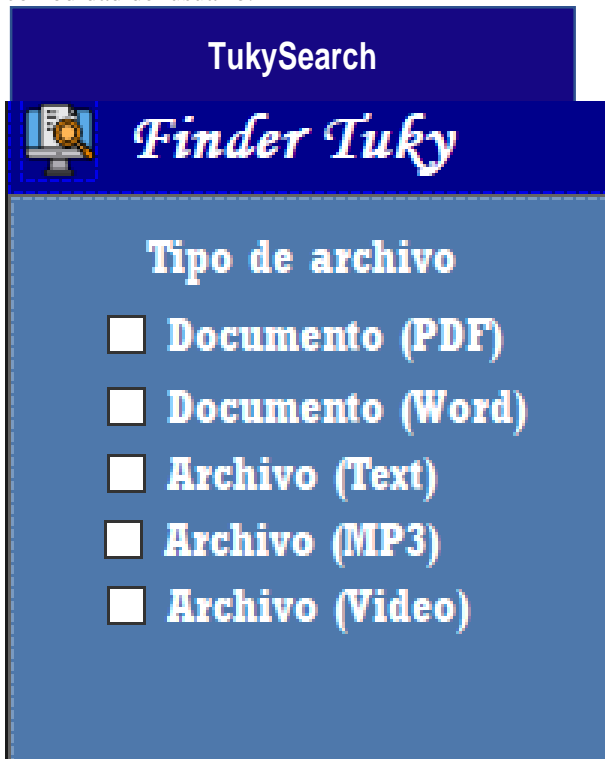 TukySearch
Finder Tuky
Tipo de archivo
Documento (PDF)
Documento (Word)
Archivo (Text)
Archivo (MP3)
Archivo (Video)